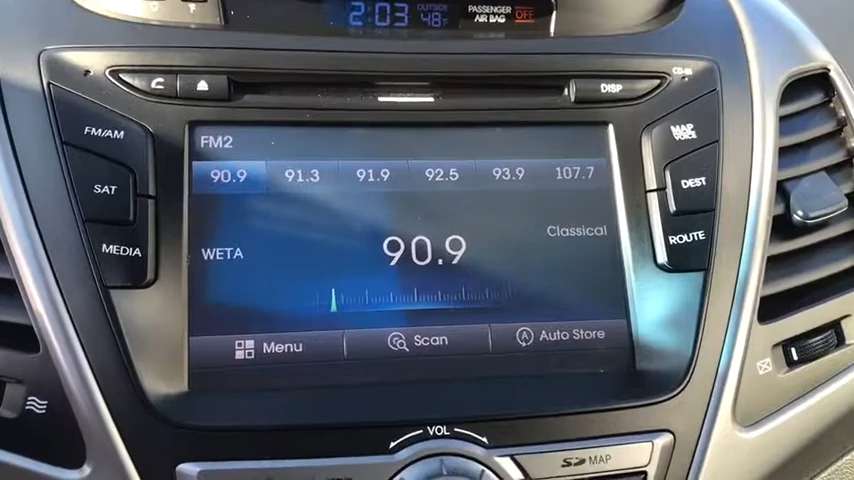 2:03 OUTSIDE 48°F PASSENGER AIR BAG OFF
DISP
FM/AM
SAT
MEDIA
FM2
90.9 91.3 91.9 92.5 93.9 107.7
WETA 90.9 Classical
Menu Scan Auto Store
MAP VOICE
DEST
ROUTE
VOL
SD MAP